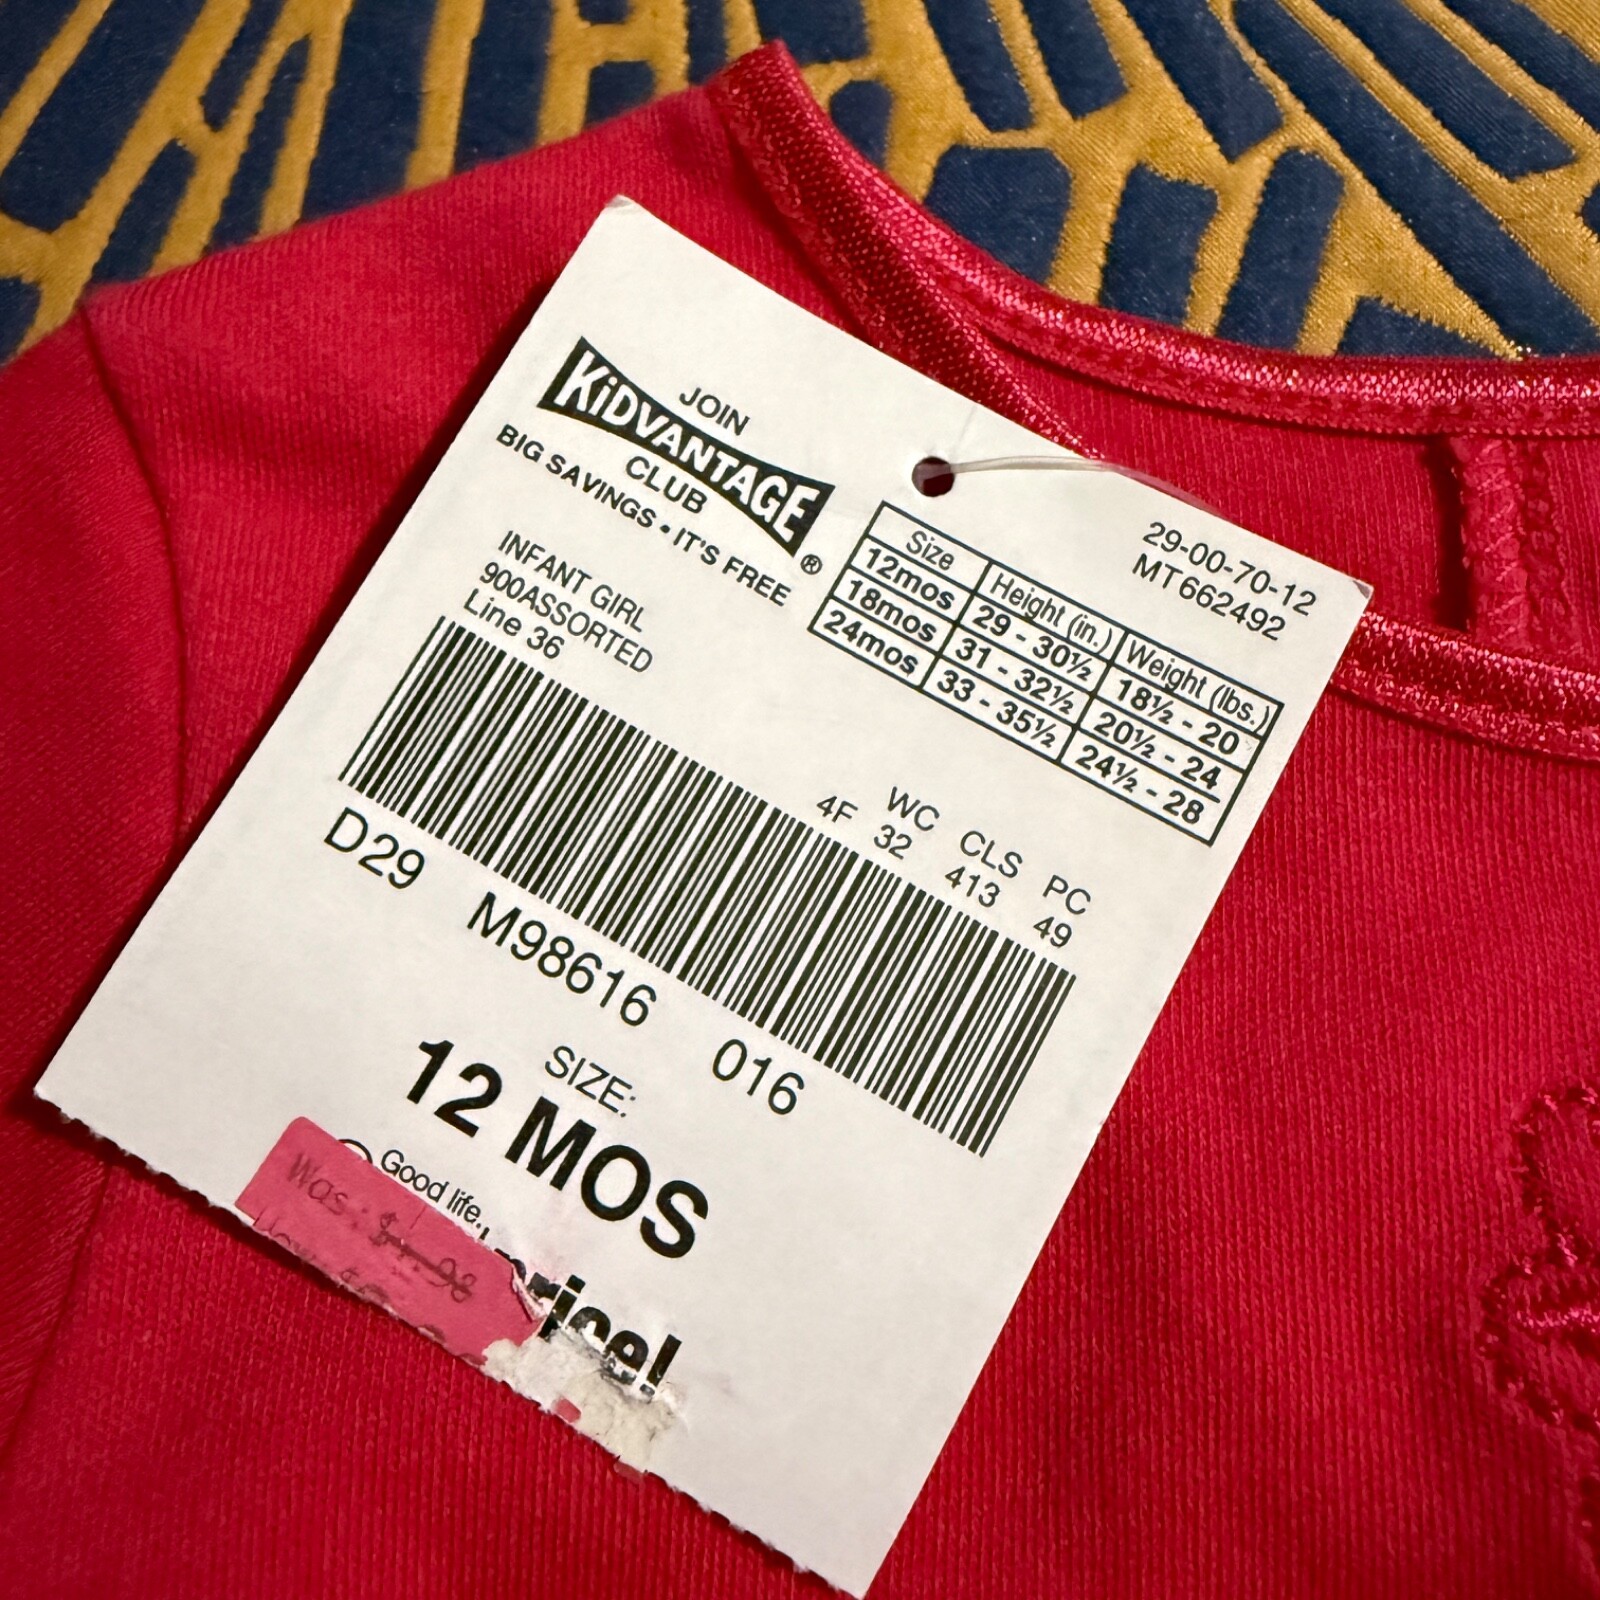 JOIN
KiDVANTAGE®
CLUB
BIG SAVINGS • IT'S FREE
29-00-70-12
MT662492
Size Height (in.) Weight (lbs.)
12mos 29 - 30½ 18½ - 20
18mos 31 - 32½ 20½ - 24
24mos 33 - 35½ 24½ - 28
INFANT GIRL
900ASSORTED
Line 36
WC CLS PC
4F 32 413 49
D29 M98616 016
SIZE:
12 MOS
Good life.
price!
Was: